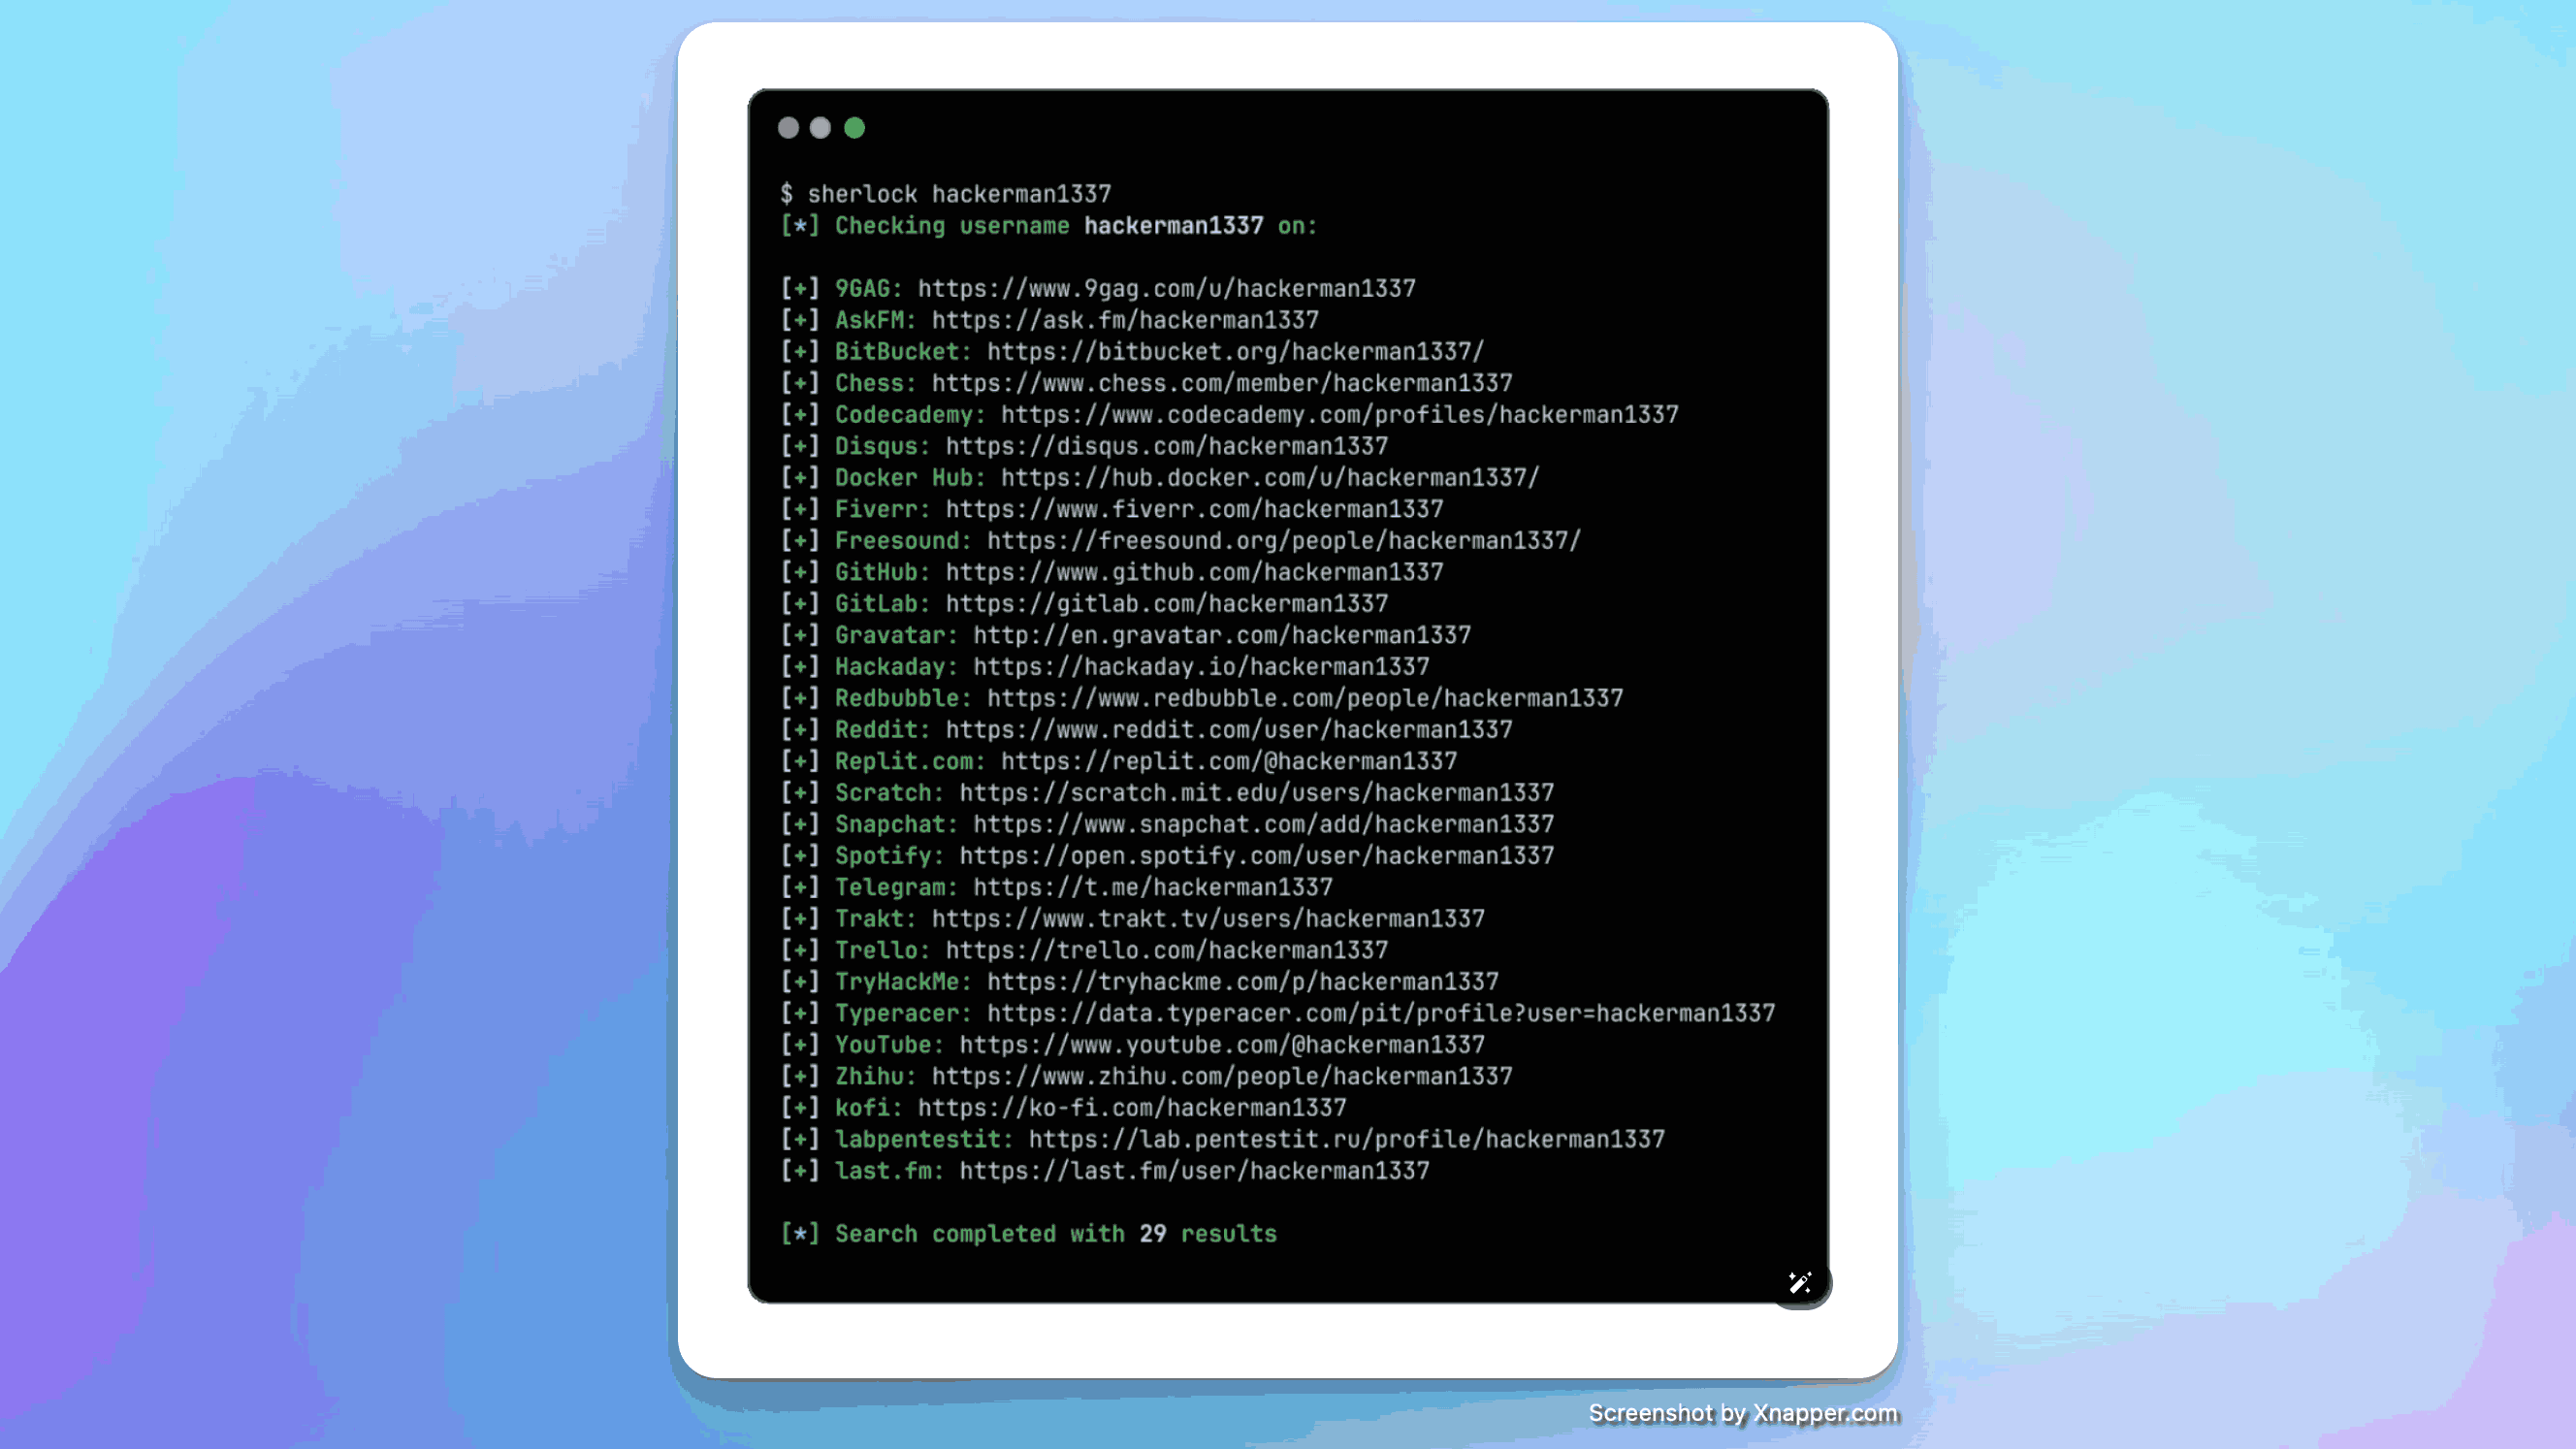 $ sherlock hackerman1337
[*] Checking username hackerman1337 on:
[+] 9GAG: https://www.9gag.com/u/hackerman1337
[+] AskFM: https://ask.fm/hackerman1337
[+] BitBucket: https://bitbucket.org/hackerman1337/
[+] Chess: https://www.chess.com/member/hackerman1337
[+] Codecademy: https://www.codecademy.com/profiles/hackerman1337
[+] Disqus: https://disqus.com/hackerman1337
[+] Docker Hub: https://hub.docker.com/u/hackerman1337/
[+] Fiverr: https://www.fiverr.com/hackerman1337
[+] Freesound: https://freesound.org/people/hackerman1337/
[+] GitHub: https://www.github.com/hackerman1337
[+] GitLab: https://gitlab.com/hackerman1337
[+] Gravatar: http://en.gravatar.com/hackerman1337
[+] Hackaday: https://hackaday.io/hackerman1337
[+] Redbubble: https://www.redbubble.com/people/hackerman1337
[+] Reddit: https://www.reddit.com/user/hackerman1337
[+] Replit.com: https://replit.com/@hackerman1337
[+] Scratch: https://scratch.mit.edu/users/hackerman1337
[+] Snapchat: https://www.snapchat.com/add/hackerman1337
[+] Spotify: https://open.spotify.com/user/hackerman1337
[+] Telegram: https://t.me/hackerman1337
[+] Trakt: https://www.trakt.tv/users/hackerman1337
[+] Trello: https://trello.com/hackerman1337
[+] TryHackMe: https://tryhackme.com/p/hackerman1337
[+] Typeracer: https://data.typeracer.com/pit/profile?user=hackerman1337
[+] YouTube: https://www.youtube.com/@hackerman1337
[+] Zhihu: https://www.zhihu.com/people/hackerman1337
[+] kofi: https://ko-fi.com/hackerman1337
[+] labpentestit: https://lab.pentestit.ru/profile/hackerman1337
[+] last.fm: https://last.fm/user/hackerman1337
[*] Search completed with 29 results
Screenshot by Xnapper.com